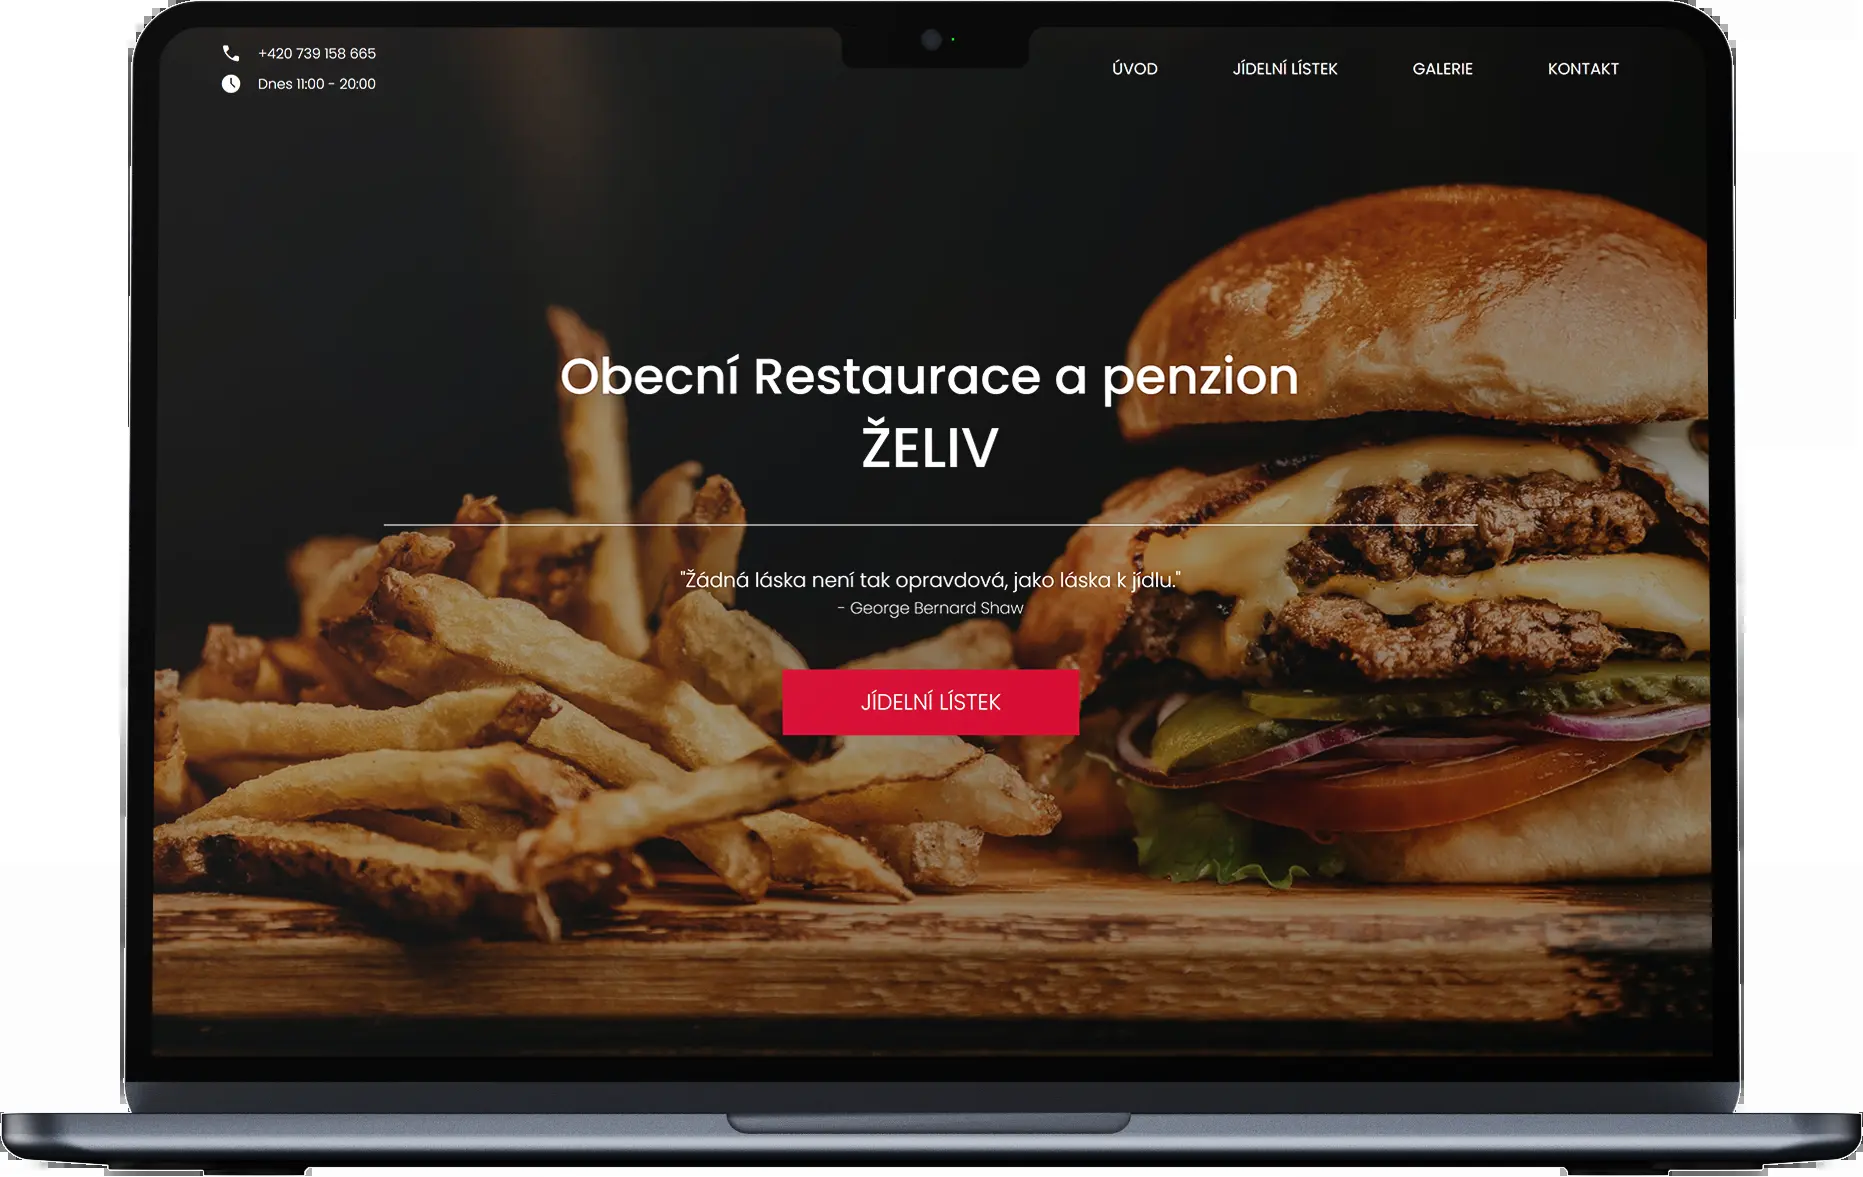 +420 739 158 665
Dnes 11:00 - 20:00
ÚVOD JÍDELNÍ LÍSTEK GALERIE KONTAKT
Obecní Restaurace a penzion
ŽELIV
"Žádná láska není tak opravdová, jako láska k jídlu."
- George Bernard Shaw
JÍDELNÍ LÍSTEK